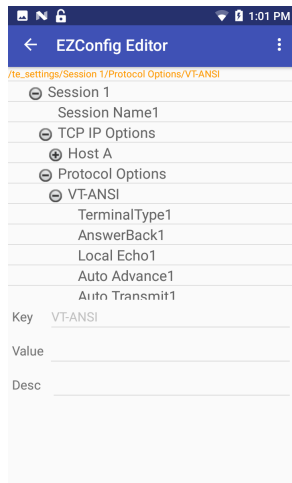 1:01 PM
EZConfig Editor
/te_settings/Session 1/Protocol Options/VT-ANSI
Session 1
Session Name1
TCP IP Options
Host A
Protocol Options
VT-ANSI
TerminalType1
AnswerBack1
Local Echo1
Auto Advance1
Auto Transmit1
Key VT-ANSI
Value
Desc